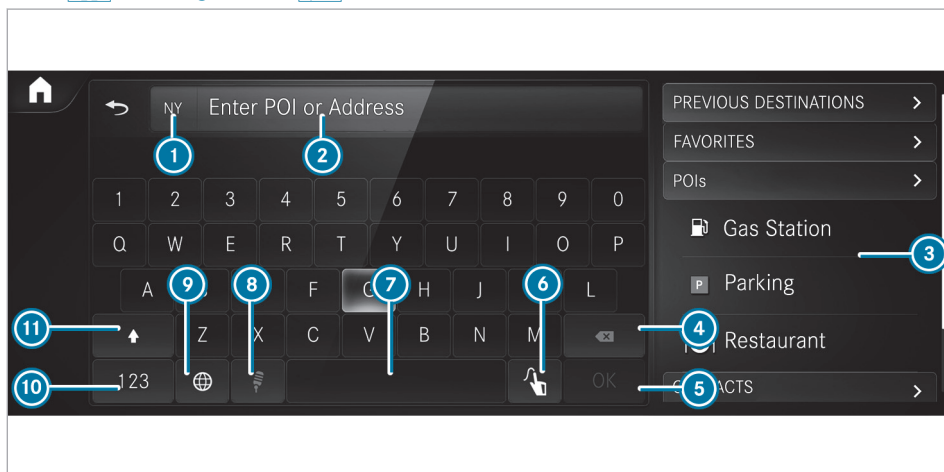 NY Enter POI or Address
1 2
1 2 3 4 5 6 7 8 9 0
Q W E R T Y U I O P
9 8 7 6
A F G H J L
11 Z X C V B N M 4
10 123 OK 5
PREVIOUS DESTINATIONS
FAVORITES
POIs
Gas Station
3
P Parking
Restaurant